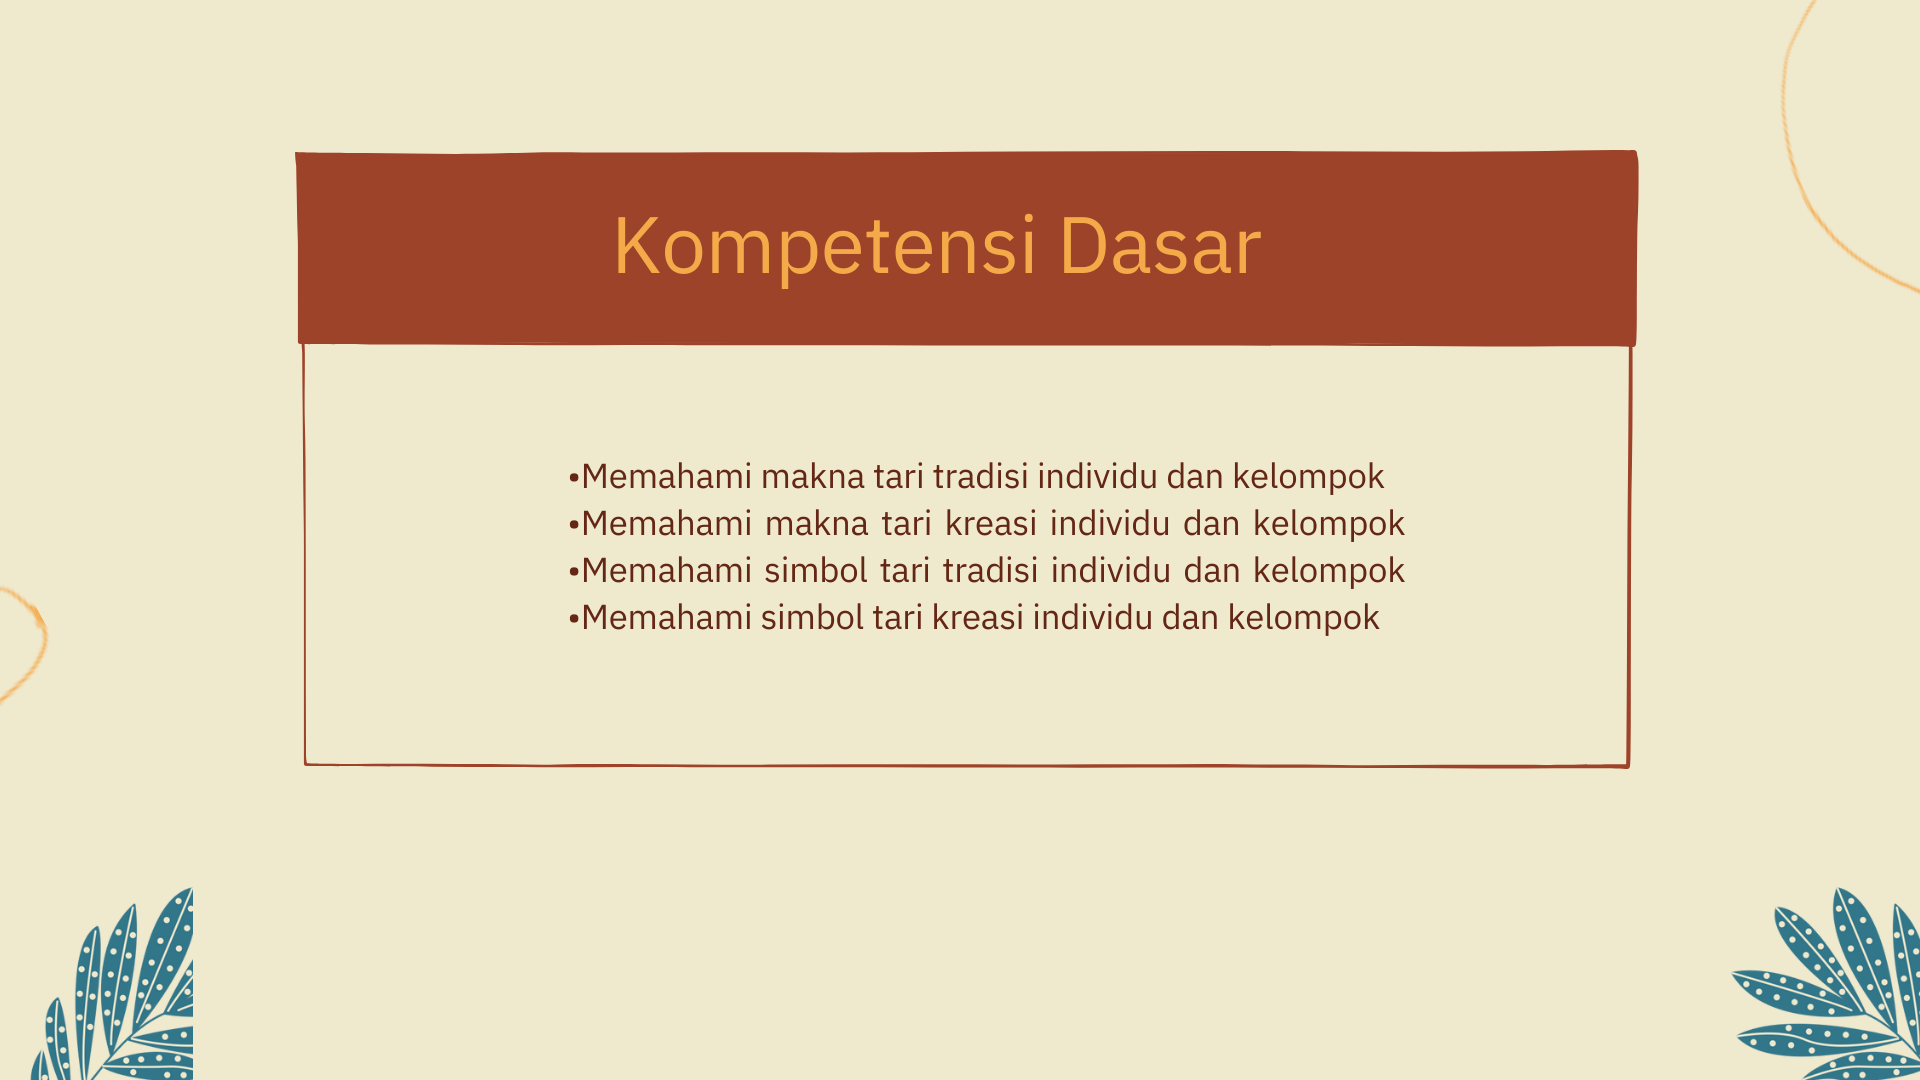 Kompetensi Dasar
•Memahami makna tari tradisi individu dan kelompok
•Memahami makna tari kreasi individu dan kelompok
•Memahami simbol tari tradisi individu dan kelompok
•Memahami simbol tari kreasi individu dan kelompok